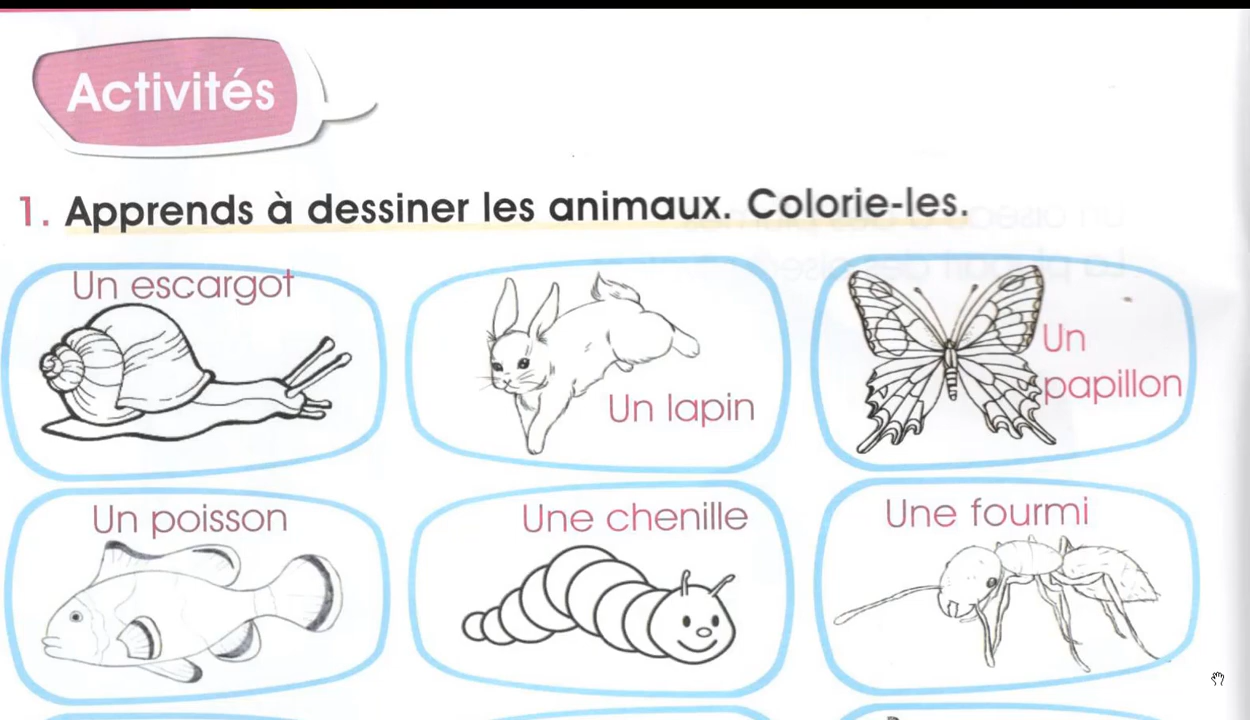 Activités
1. Apprends à dessiner les animaux. Colorie-les.
Un escargot
Un lapin
Un
papillon
Un poisson
Une chenille
Une fourmi